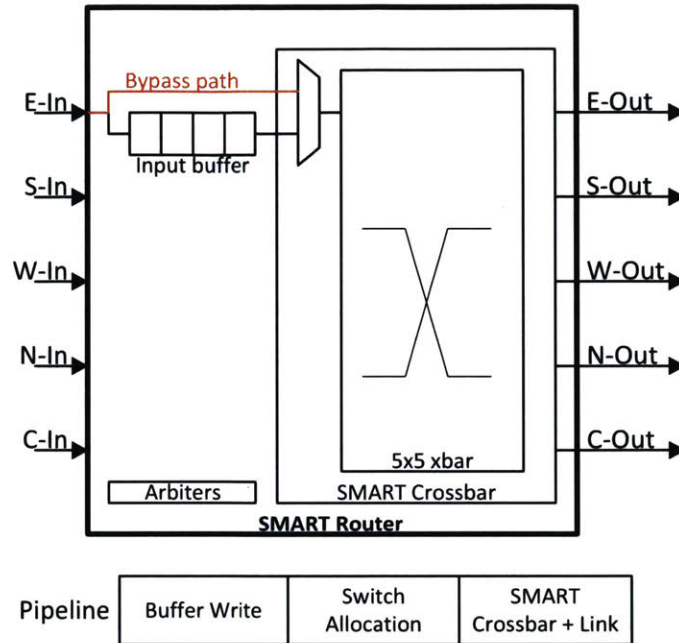 Bypass path
E-In
E-Out
Input buffer
S-In
S-Out
W-In
W-Out
N-In
N-Out
C-In
C-Out
5x5 xbar
Arbiters
SMART Crossbar
SMART Router
Pipeline
Buffer Write
Switch
Allocation
SMART
Crossbar + Link